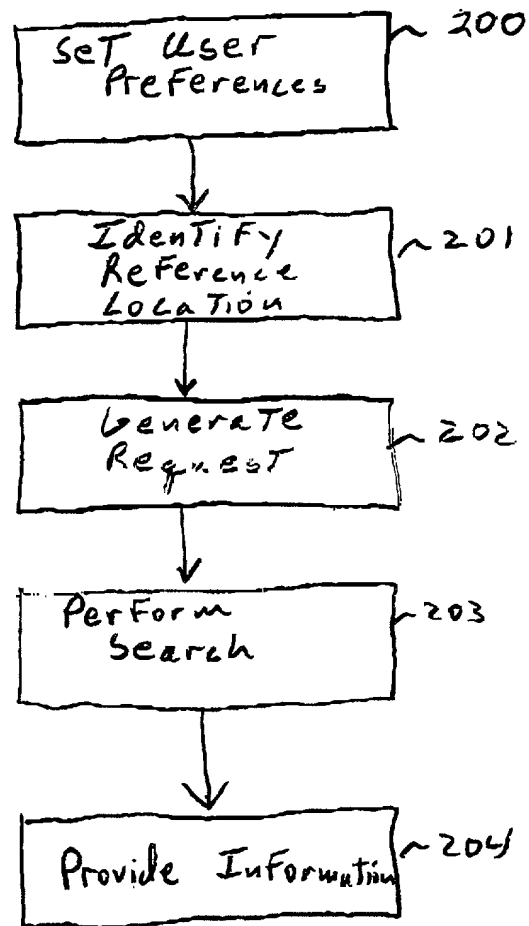 SeT User
PreFerences
200
IdenTiFy
ReFerence
LocaTion
201
GeneraTe
RequesT
202
PerForm
Search
203
Provide InFormation
204